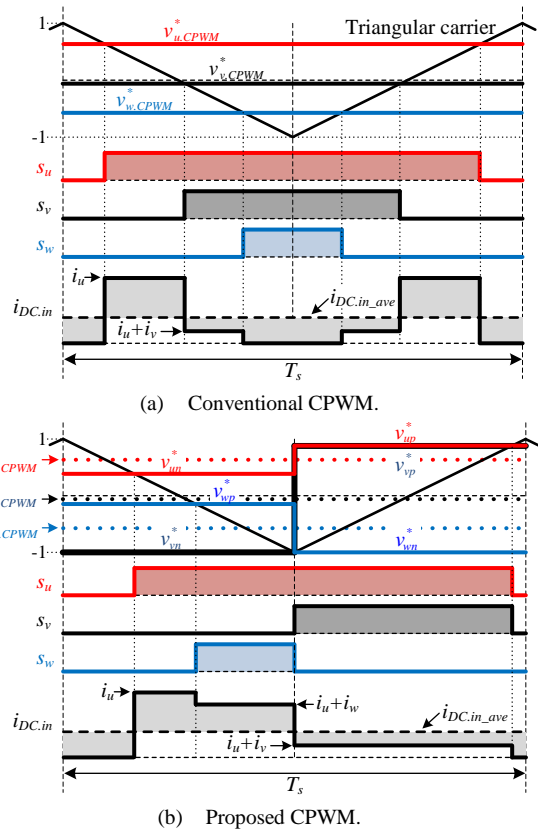 1
Triangular carrier
v*u.CPWM
v*v.CPWM
v*w.CPWM
-1
su
sv
sw
iu
iDC.in
iDC.in_ave
iu+iv
Ts
(a) Conventional CPWM.
1
v*up
CPWM
v*un
v*vp
CPWM
v*wp
.CPWM
v*vn
v*wn
-1
su
sv
sw
iu
iu+iw
iDC.in
iDC.in_ave
iu+iv
Ts
(b) Proposed CPWM.